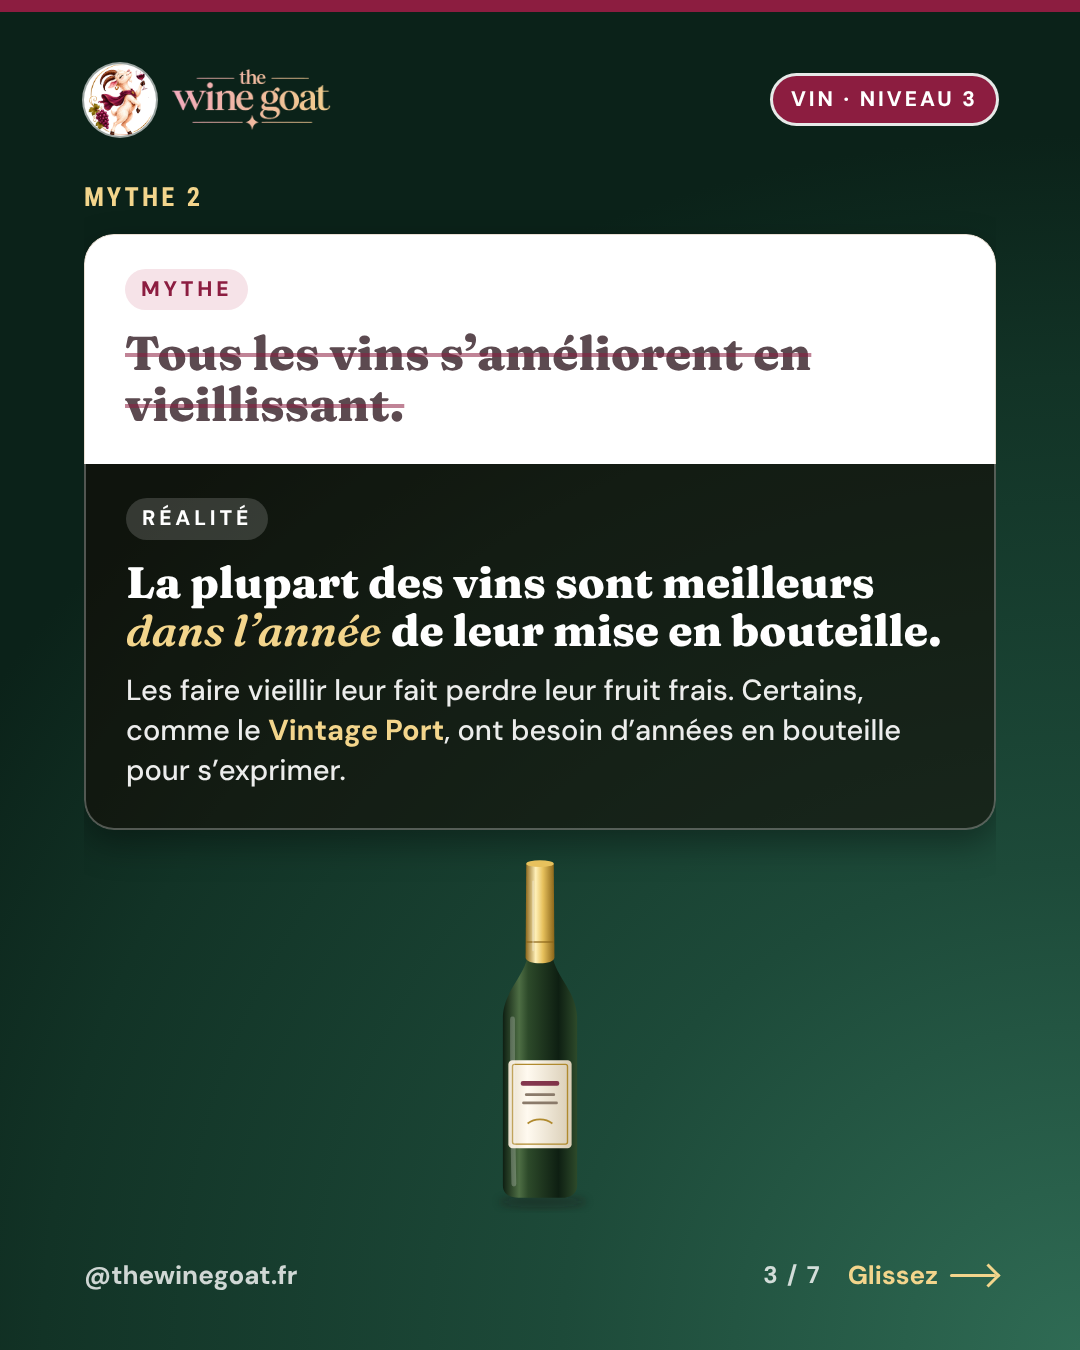 the
wine goat
VIN · NIVEAU 3
MYTHE 2
MYTHE
Tous les vins s’améliorent en
vieillissant.
RÉALITÉ
La plupart des vins sont meilleurs
dans l’année de leur mise en bouteille.
Les faire vieillir leur fait perdre leur fruit frais. Certains,
comme le Vintage Port, ont besoin d’années en bouteille
pour s’exprimer.
@thewinegoat.fr
3 / 7 Glissez